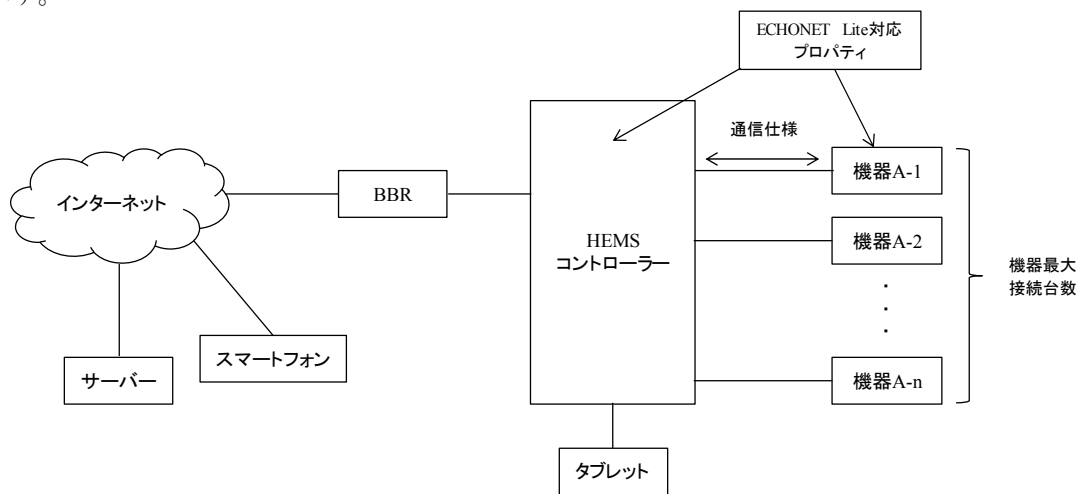 す。
ECHONET Lite対応
プロパティ
通信仕様
機器A-1
インターネット
BBR
HEMS
コントローラー
機器A-2
・
・
・
機器最大
接続台数
スマートフォン
サーバー
機器A-n
タブレット